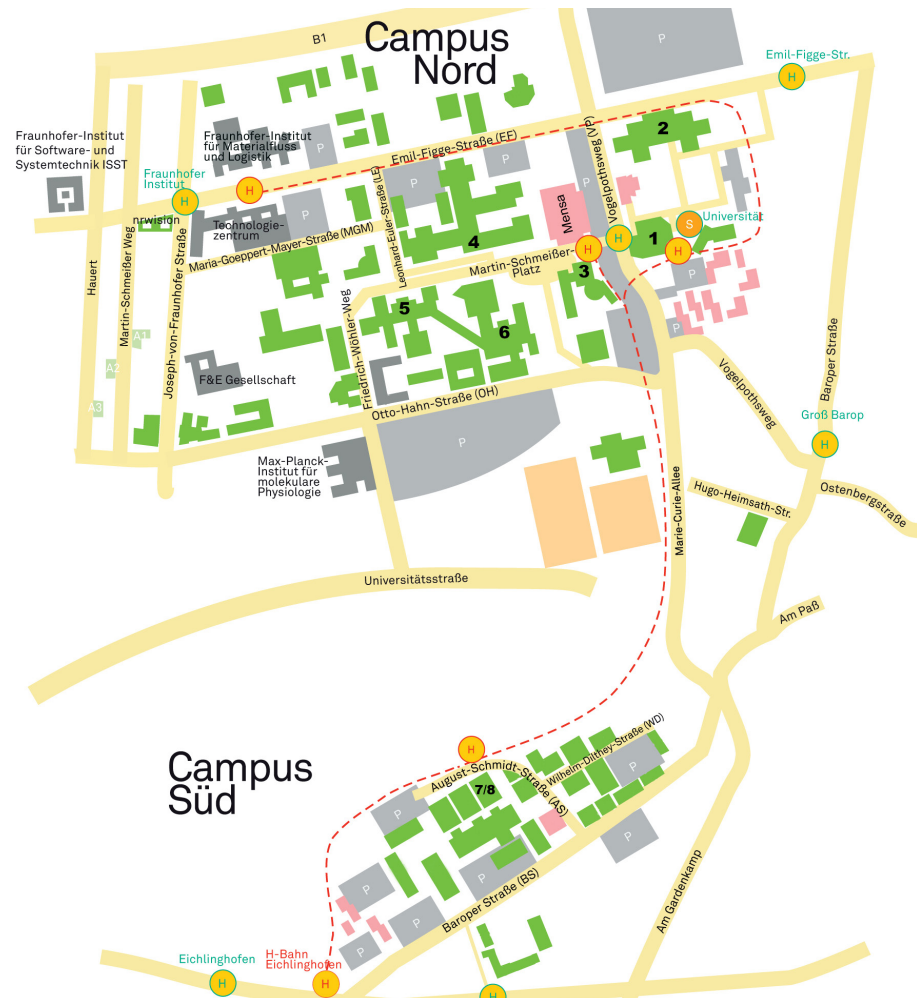 B1
Campus
Nord
P
Emil-Figge-Str.
H
Fraunhofer-Institut
für Software- und
Systemtechnik ISST
Fraunhofer-Institut
für Materialfluss
und Logistik
P
Emil-Figge-Straße (EF)
P
2
Fraunhofer
Institut
H
H
P
P
P
P
nrwision
Technologie-
zentrum
P
Leonhard-Euler-Straße (LE)
Mensa
Vogelpothsweg (VP)
S
Universität
Maria-Goeppert-Mayer-Straße (MGM)
4
H
H
1
H
Martin-Schmeißer-
Platz
3
P
Hauert
Martin-Schmeißer Weg
Joseph-von-Fraunhofer Straße
Friedrich-Wöhler-Weg
5
6
P
P
A1
A2
A3
F&E Gesellschaft
Otto-Hahn-Straße (OH)
Vogelpothsweg
Baroper Straße
Groß Barop
H
P
Max-Planck-
Institut für
molekulare
Physiologie
Marie-Curie-Allee
Hugo-Heimsath-Str.
Ostenbergstraße
Universitätsstraße
Am Paß
Campus
Süd
H
August-Schmidt-Straße (AS)
Wilhelm-Dilthey-Straße (WD)
P
7/8
P
P
P
P
P
Baroper Straße (BS)
Am Gardenkamp
P
Eichlinghofen
H
H-Bahn
Eichlinghofen
H
H